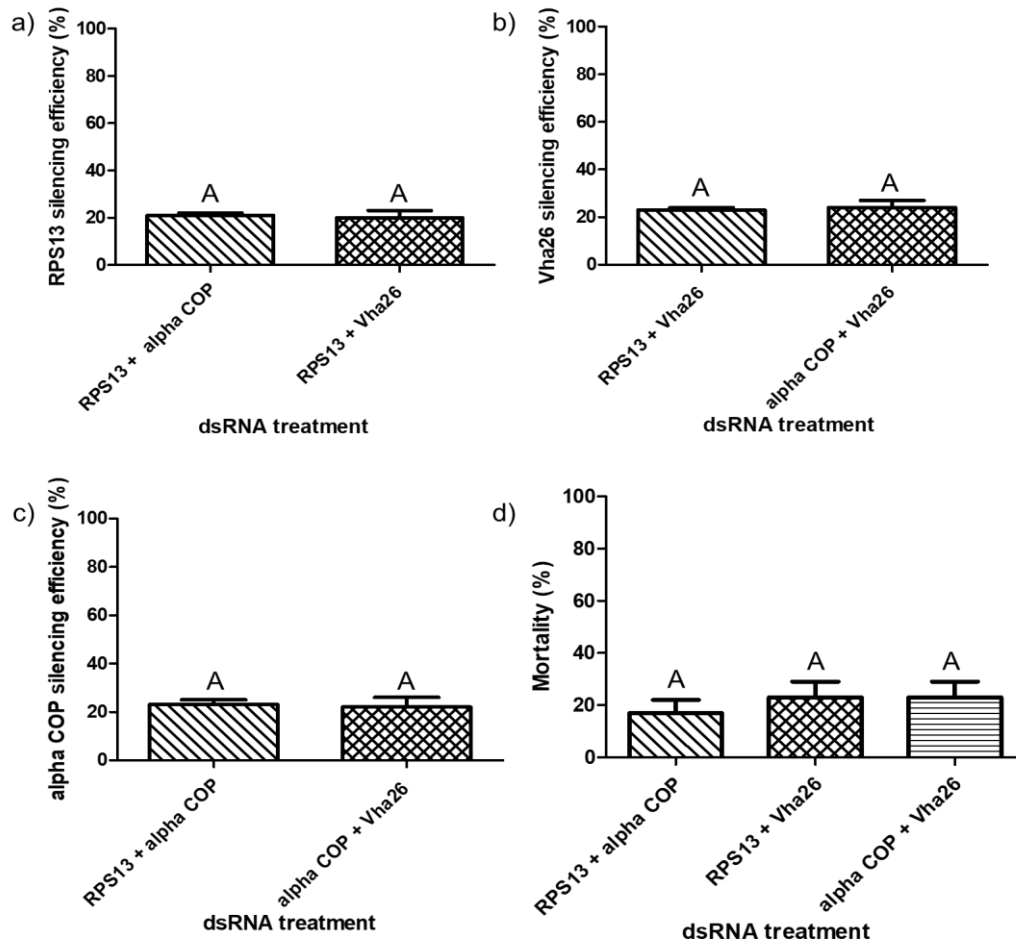 a)
RPS13 silencing efficiency (%)
100
80
60
40
20
0
A
A
RPS13 + alpha COP
RPS13 + Vha26
dsRNA treatment
b)
Vha26 silencing efficiency (%)
100
80
60
40
20
0
A
A
RPS13 + Vha26
alpha COP + Vha26
dsRNA treatment
c)
alpha COP silencing efficiency (%)
100
80
60
40
20
0
A
A
RPS13 + alpha COP
alpha COP + Vha26
dsRNA treatment
d)
Mortality (%)
100
80
60
40
20
0
A
A
A
RPS13 + alpha COP
RPS13 + Vha26
alpha COP + Vha26
dsRNA treatment